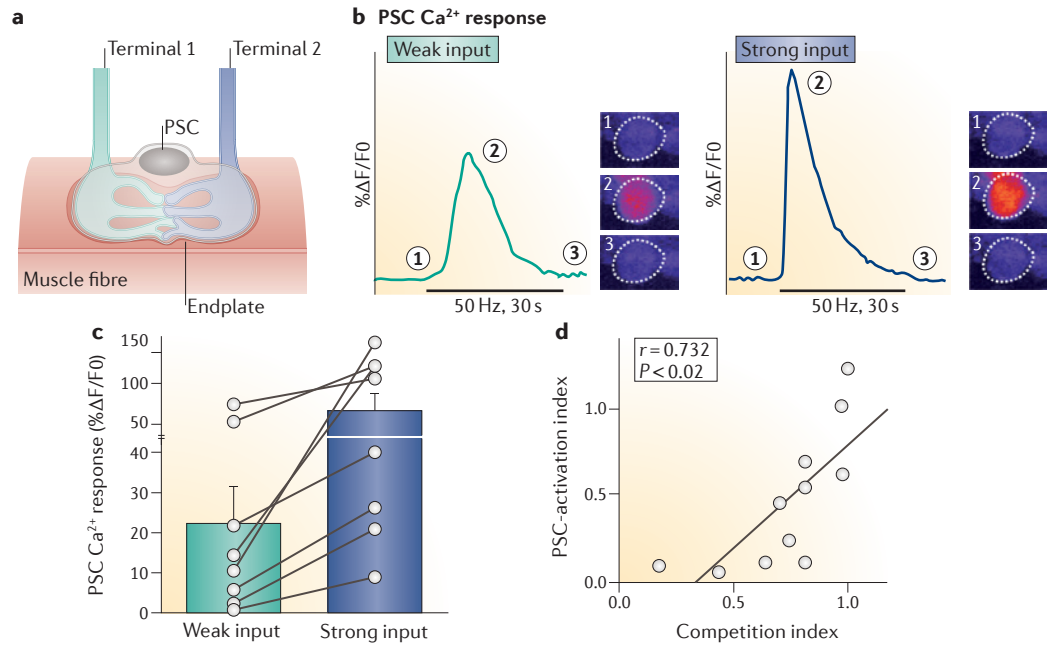 a
Terminal 1
Terminal 2
PSC
Muscle fibre
Endplate
b PSC Ca²⁺ response
Weak input
%ΔF/F0
1
2
3
50 Hz, 30 s
1
2
3
Strong input
%ΔF/F0
1
2
3
50 Hz, 30 s
1
2
3
c
PSC Ca²⁺ response (%ΔF/F0)
150
100
50
40
30
20
10
0
Weak input
Strong input
d
r = 0.732
P < 0.02
PSC-activation index
1.0
0.5
0.0
0.0
0.5
1.0
Competition index